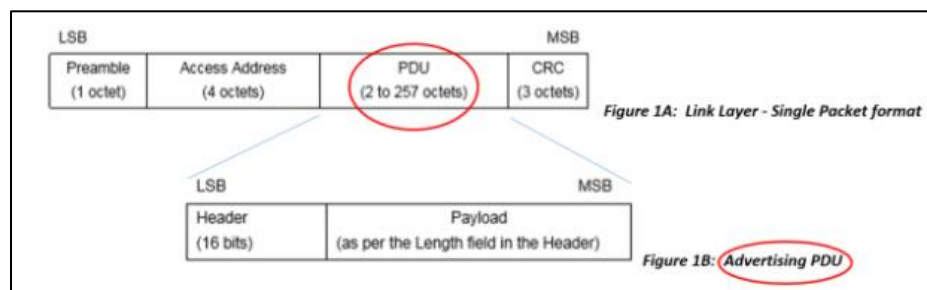 LSB MSB
Preamble Access Address PDU CRC
(1 octet) (4 octets) (2 to 257 octets) (3 octets)
Figure 1A: Link Layer - Single Packet format
LSB MSB
Header Payload
(16 bits) (as per the Length field in the Header)
Figure 1B: Advertising PDU